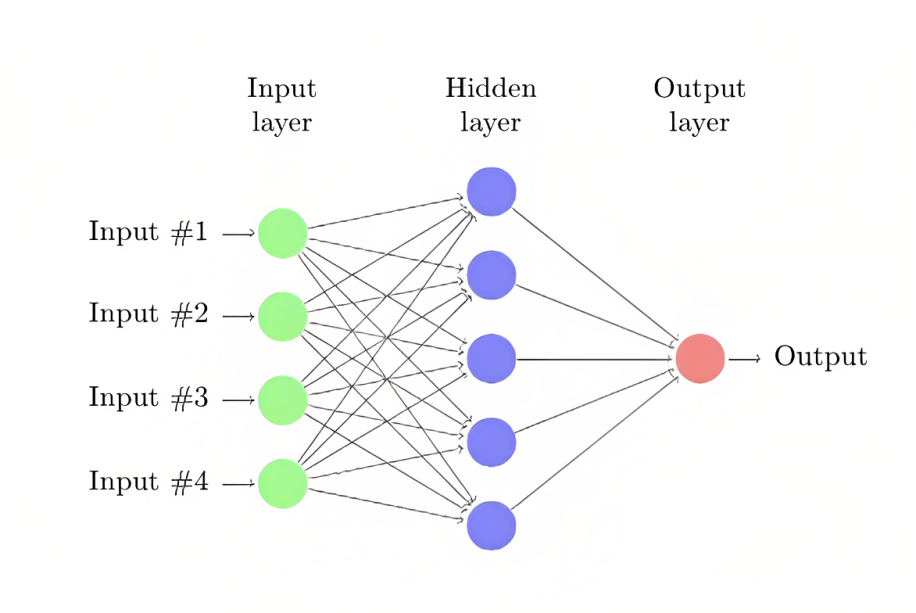 Input
layer
Hidden
layer
Output
layer
Input #1
Input #2
Input #3
Input #4
Output